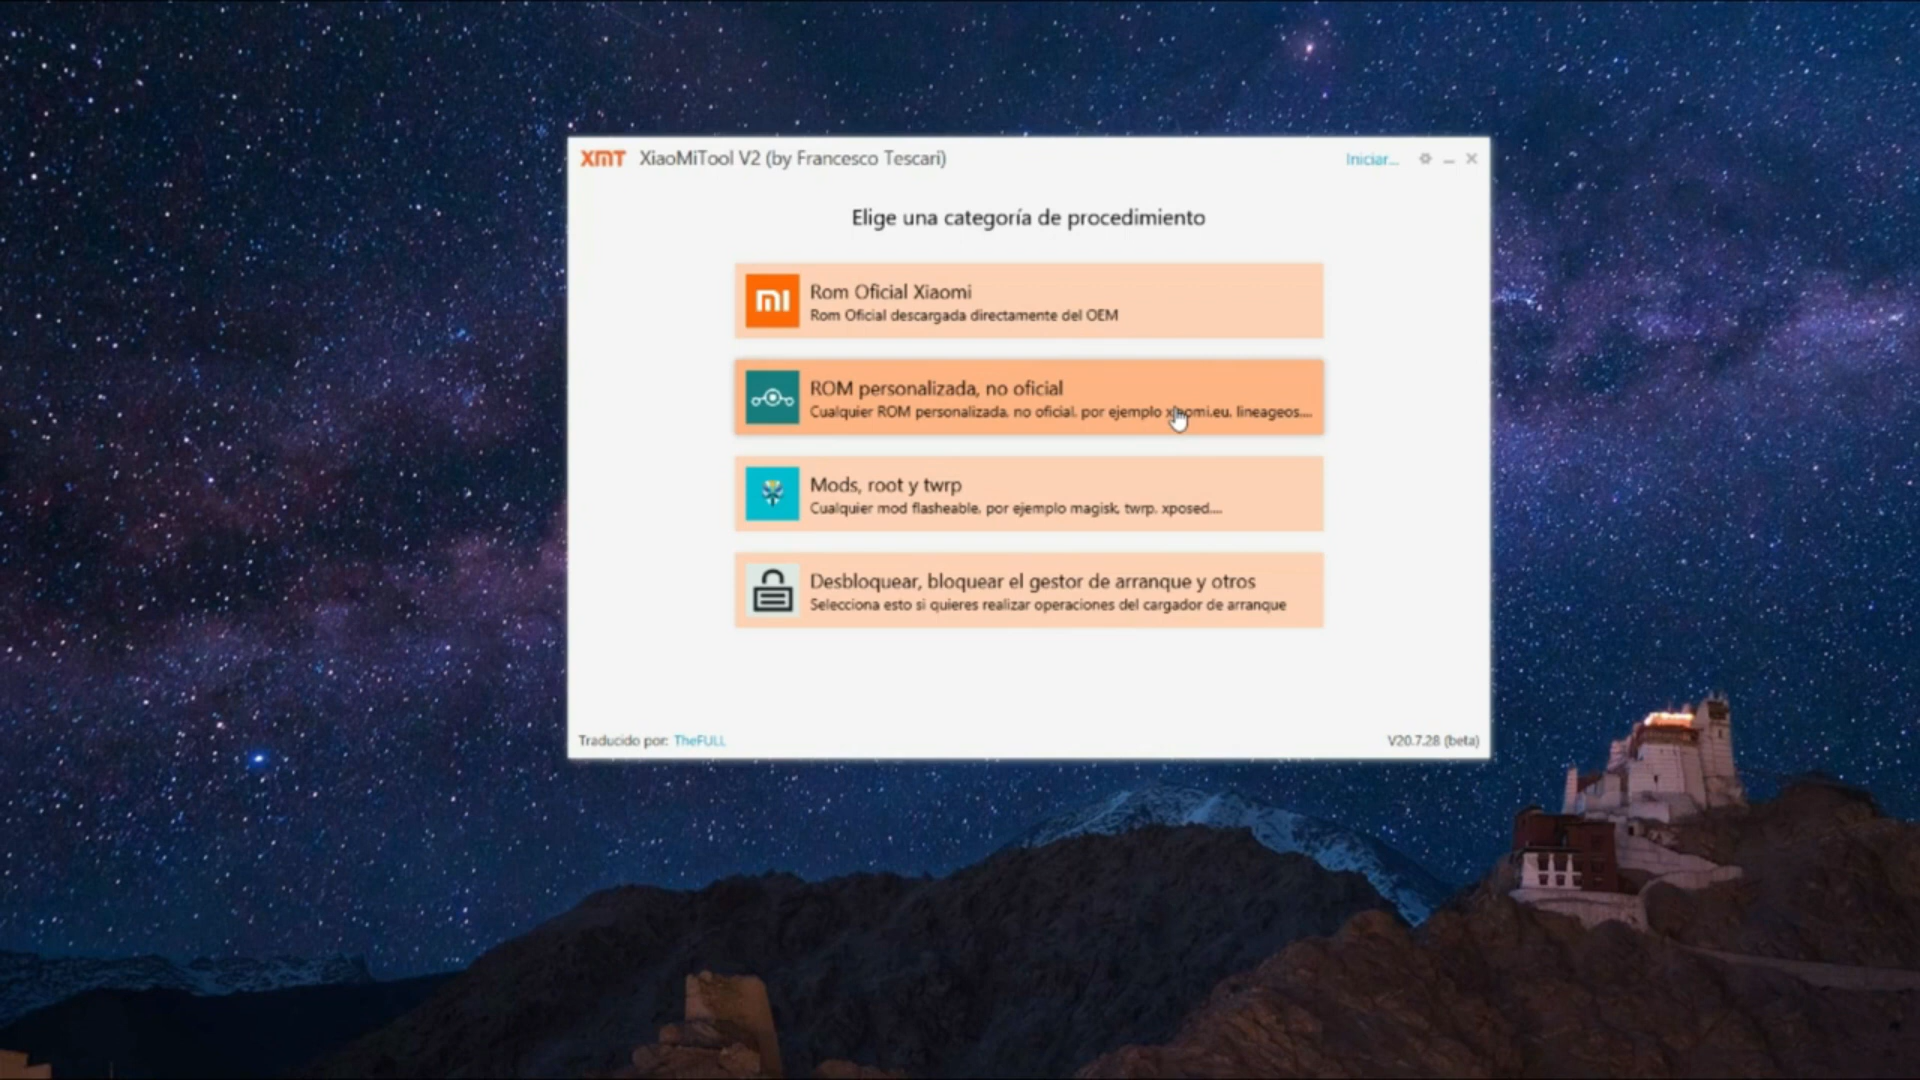 XMT XiaoMiTool V2 (by Francesco Tescari) Iniciar...
Elige una categoría de procedimiento
mi
Rom Oficial Xiaomi
Rom Oficial descargada directamente del OEM
ROM personalizada, no oficial
Cualquier ROM personalizada, no oficial, por ejemplo xiaomi.eu, lineageos....
Mods, root y twrp
Cualquier mod flasheable, por ejemplo magisk, twrp, xposed....
Desbloquear, bloquear el gestor de arranque y otros
Selecciona esto si quieres realizar operaciones del cargador de arranque
Traducido por: TheFULL V20.7.28 (beta)